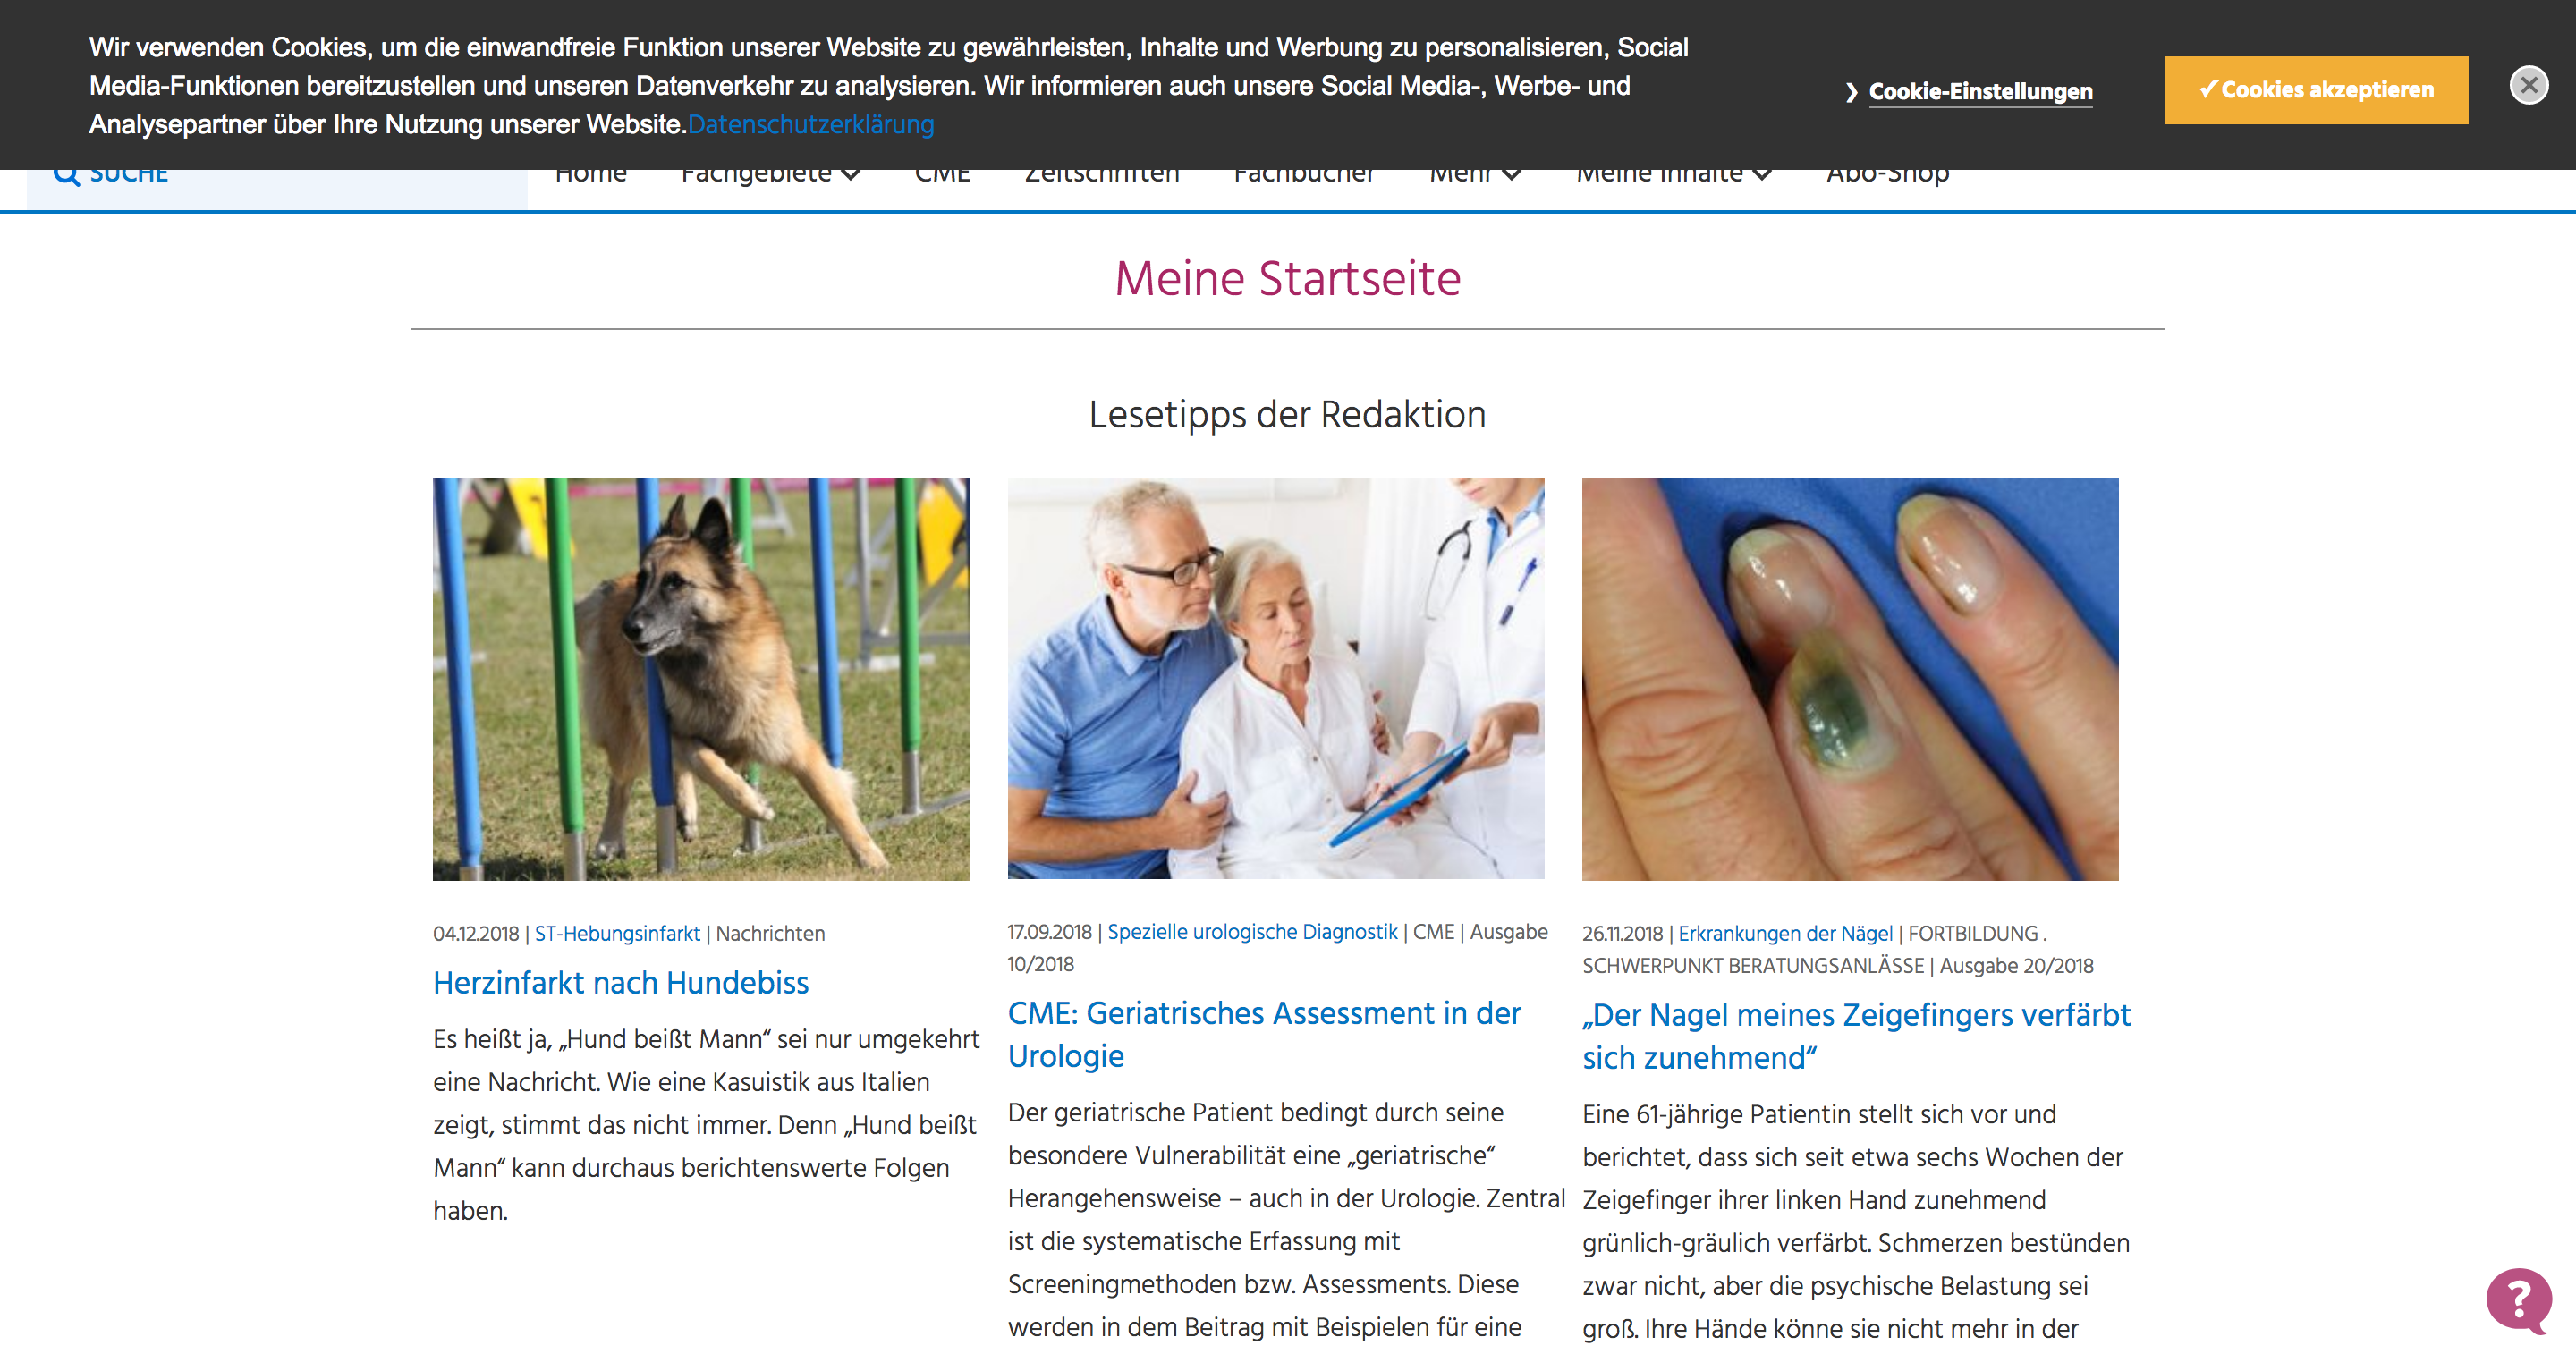 Wir verwenden Cookies, um die einwandfreie Funktion unserer Website zu gewährleisten, Inhalte und Werbung zu personalisieren, Social
Media-Funktionen bereitzustellen und unseren Datenverkehr zu analysieren. Wir informieren auch unsere Social Media-, Werbe- und
Analysepartner über Ihre Nutzung unserer Website.Datenschutzerklärung
❯ Cookie-Einstellungen
✓Cookies akzeptieren
SUCHE
Home Fachgebiete CME Zeitschriften Fachbücher Mehr Meine Inhalte Abo-Shop
Meine Startseite
Lesetipps der Redaktion
04.12.2018 | ST-Hebungsinfarkt | Nachrichten
Herzinfarkt nach Hundebiss
Es heißt ja, „Hund beißt Mann“ sei nur umgekehrt
eine Nachricht. Wie eine Kasuistik aus Italien
zeigt, stimmt das nicht immer. Denn „Hund beißt
Mann“ kann durchaus berichtenswerte Folgen
haben.
17.09.2018 | Spezielle urologische Diagnostik | CME | Ausgabe
10/2018
CME: Geriatrisches Assessment in der
Urologie
Der geriatrische Patient bedingt durch seine
besondere Vulnerabilität eine „geriatrische“
Herangehensweise – auch in der Urologie. Zentral
ist die systematische Erfassung mit
Screeningmethoden bzw. Assessments. Diese
werden in dem Beitrag mit Beispielen für eine
26.11.2018 | Erkrankungen der Nägel | FORTBILDUNG .
SCHWERPUNKT BERATUNGSANLÄSSE | Ausgabe 20/2018
„Der Nagel meines Zeigefingers verfärbt
sich zunehmend“
Eine 61-jährige Patientin stellt sich vor und
berichtet, dass sich seit etwa sechs Wochen der
Zeigefinger ihrer linken Hand zunehmend
grünlich-gräulich verfärbt. Schmerzen bestünden
zwar nicht, aber die psychische Belastung sei
groß. Ihre Hände könne sie nicht mehr in der
?